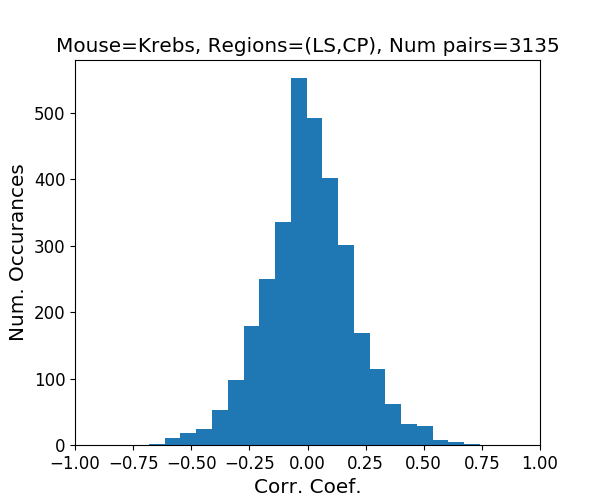 Mouse=Krebs, Regions=(LS,CP), Num pairs=3135
Num. Occurances
500
400
300
200
100
0
−1.00 −0.75 −0.50 −0.25 0.00 0.25 0.50 0.75 1.00
Corr. Coef.